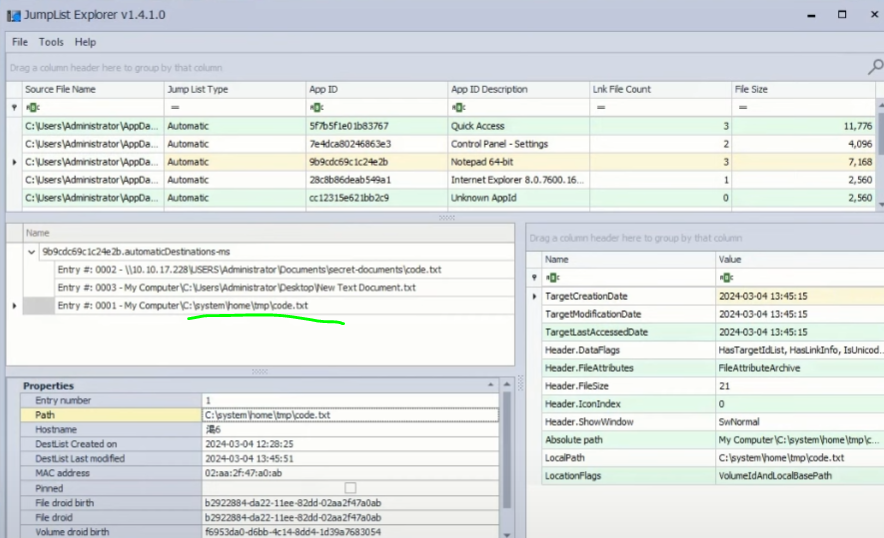 JumpList Explorer v1.4.1.0
File Tools Help
Drag a column header here to group by that column
Source File Name Jump List Type App ID App ID Description Lnk File Count File Size
= = =
C:\Users\Administrator\AppDa... Automatic 5f7b5f1e01b83767 Quick Access 3 11,776
C:\Users\Administrator\AppDa... Automatic 7e4dca80246863e3 Control Panel - Settings 2 4,096
C:\Users\Administrator\AppDa... Automatic 9b9cdc69c1c24e2b Notepad 64-bit 3 7,168
C:\Users\Administrator\AppDa... Automatic 28c8b86deab549a1 Internet Explorer 8.0.7600.16... 1 2,560
C:\Users\Administrator\AppDa... Automatic cc12315e621bb2c9 Unknown AppId 0 2,560
Name
9b9cdc69c1c24e2b.automaticDestinations-ms
Entry #: 0002 - \\10.10.17.228\USERS\Administrator\Documents\secret-documents\code.txt
Entry #: 0003 - My Computer\C:\Users\Administrator\Desktop\New Text Document.txt
Entry #: 0001 - My Computer\C:\system\home\tmp\code.txt
Properties
Entry number 1
Path C:\system\home\tmp\code.txt
Hostname 6
DestList Created on 2024-03-04 12:28:25
DestList Last modified 2024-03-04 13:45:51
MAC address 02:aa:2f:47:a0:ab
Pinned
File droid birth b2922884-da22-11ee-82dd-02aa2f47a0ab
File droid b2922884-da22-11ee-82dd-02aa2f47a0ab
Volume droid birth f6953da0-d6bb-4c14-8dd4-1d39a7683054
Drag a column header here to group by that column
Name Value
TargetCreationDate 2024-03-04 13:45:15
TargetModificationDate 2024-03-04 13:45:15
TargetLastAccessedDate 2024-03-04 13:45:15
Header.DataFlags HasTargetIdList, HasLinkInfo, IsUnicod...
Header.FileAttributes FileAttributeArchive
Header.FileSize 21
Header.IconIndex 0
Header.ShowWindow SwNormal
Absolute path My Computer\C:\system\home\tmp\c...
LocalPath C:\system\home\tmp\code.txt
LocationFlags VolumeIdAndLocalBasePath